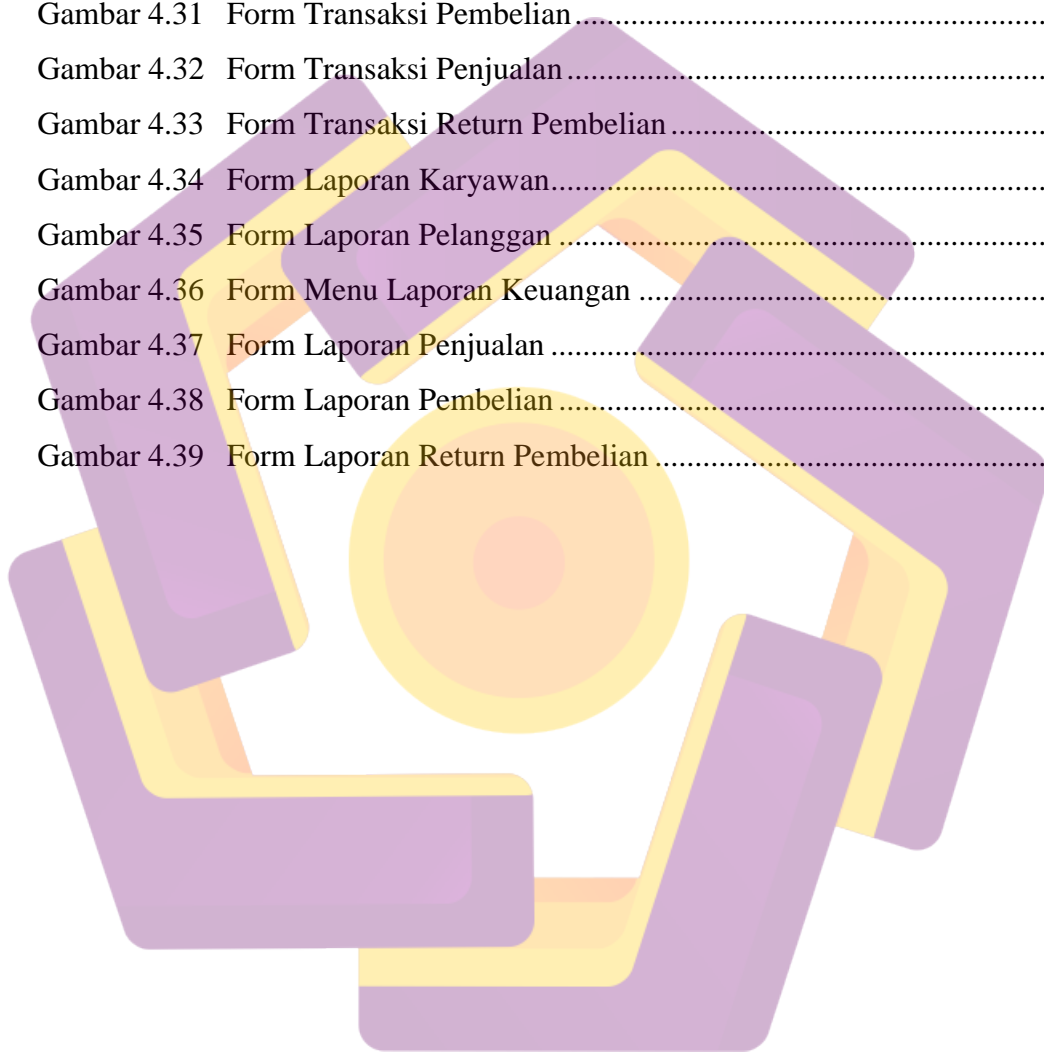 Gambar 4.31 Form Transaksi Pembelian ............................................................
Gambar 4.32 Form Transaksi Penjualan ............................................................
Gambar 4.33 Form Transaksi Return Pembelian ................................................
Gambar 4.34 Form Laporan Karyawan...............................................................
Gambar 4.35 Form Laporan Pelanggan ..............................................................
Gambar 4.36 Form Menu Laporan Keuangan ....................................................
Gambar 4.37 Form Laporan Penjualan ...............................................................
Gambar 4.38 Form Laporan Pembelian ..............................................................
Gambar 4.39 Form Laporan Return Pembelian ..................................................